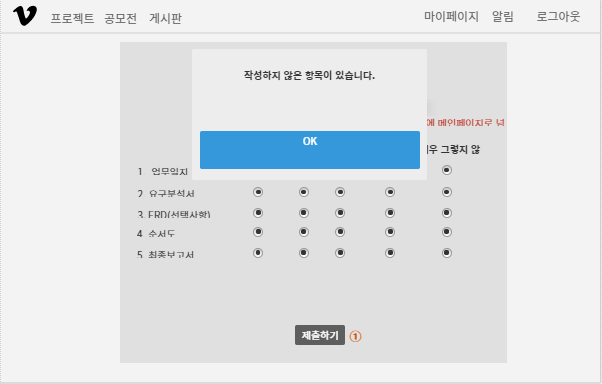 프로젝트 공모전 게시판 마이페이지 알림 로그아웃
작성하지 않은 항목이 있습니다.
OK
에 메인페이지로 넘
우 그렇지 않
1. 업무일지
2. 요구분석서
3. ERD(선택사항)
4. 순서도
5. 최종보고서
제출하기 ①